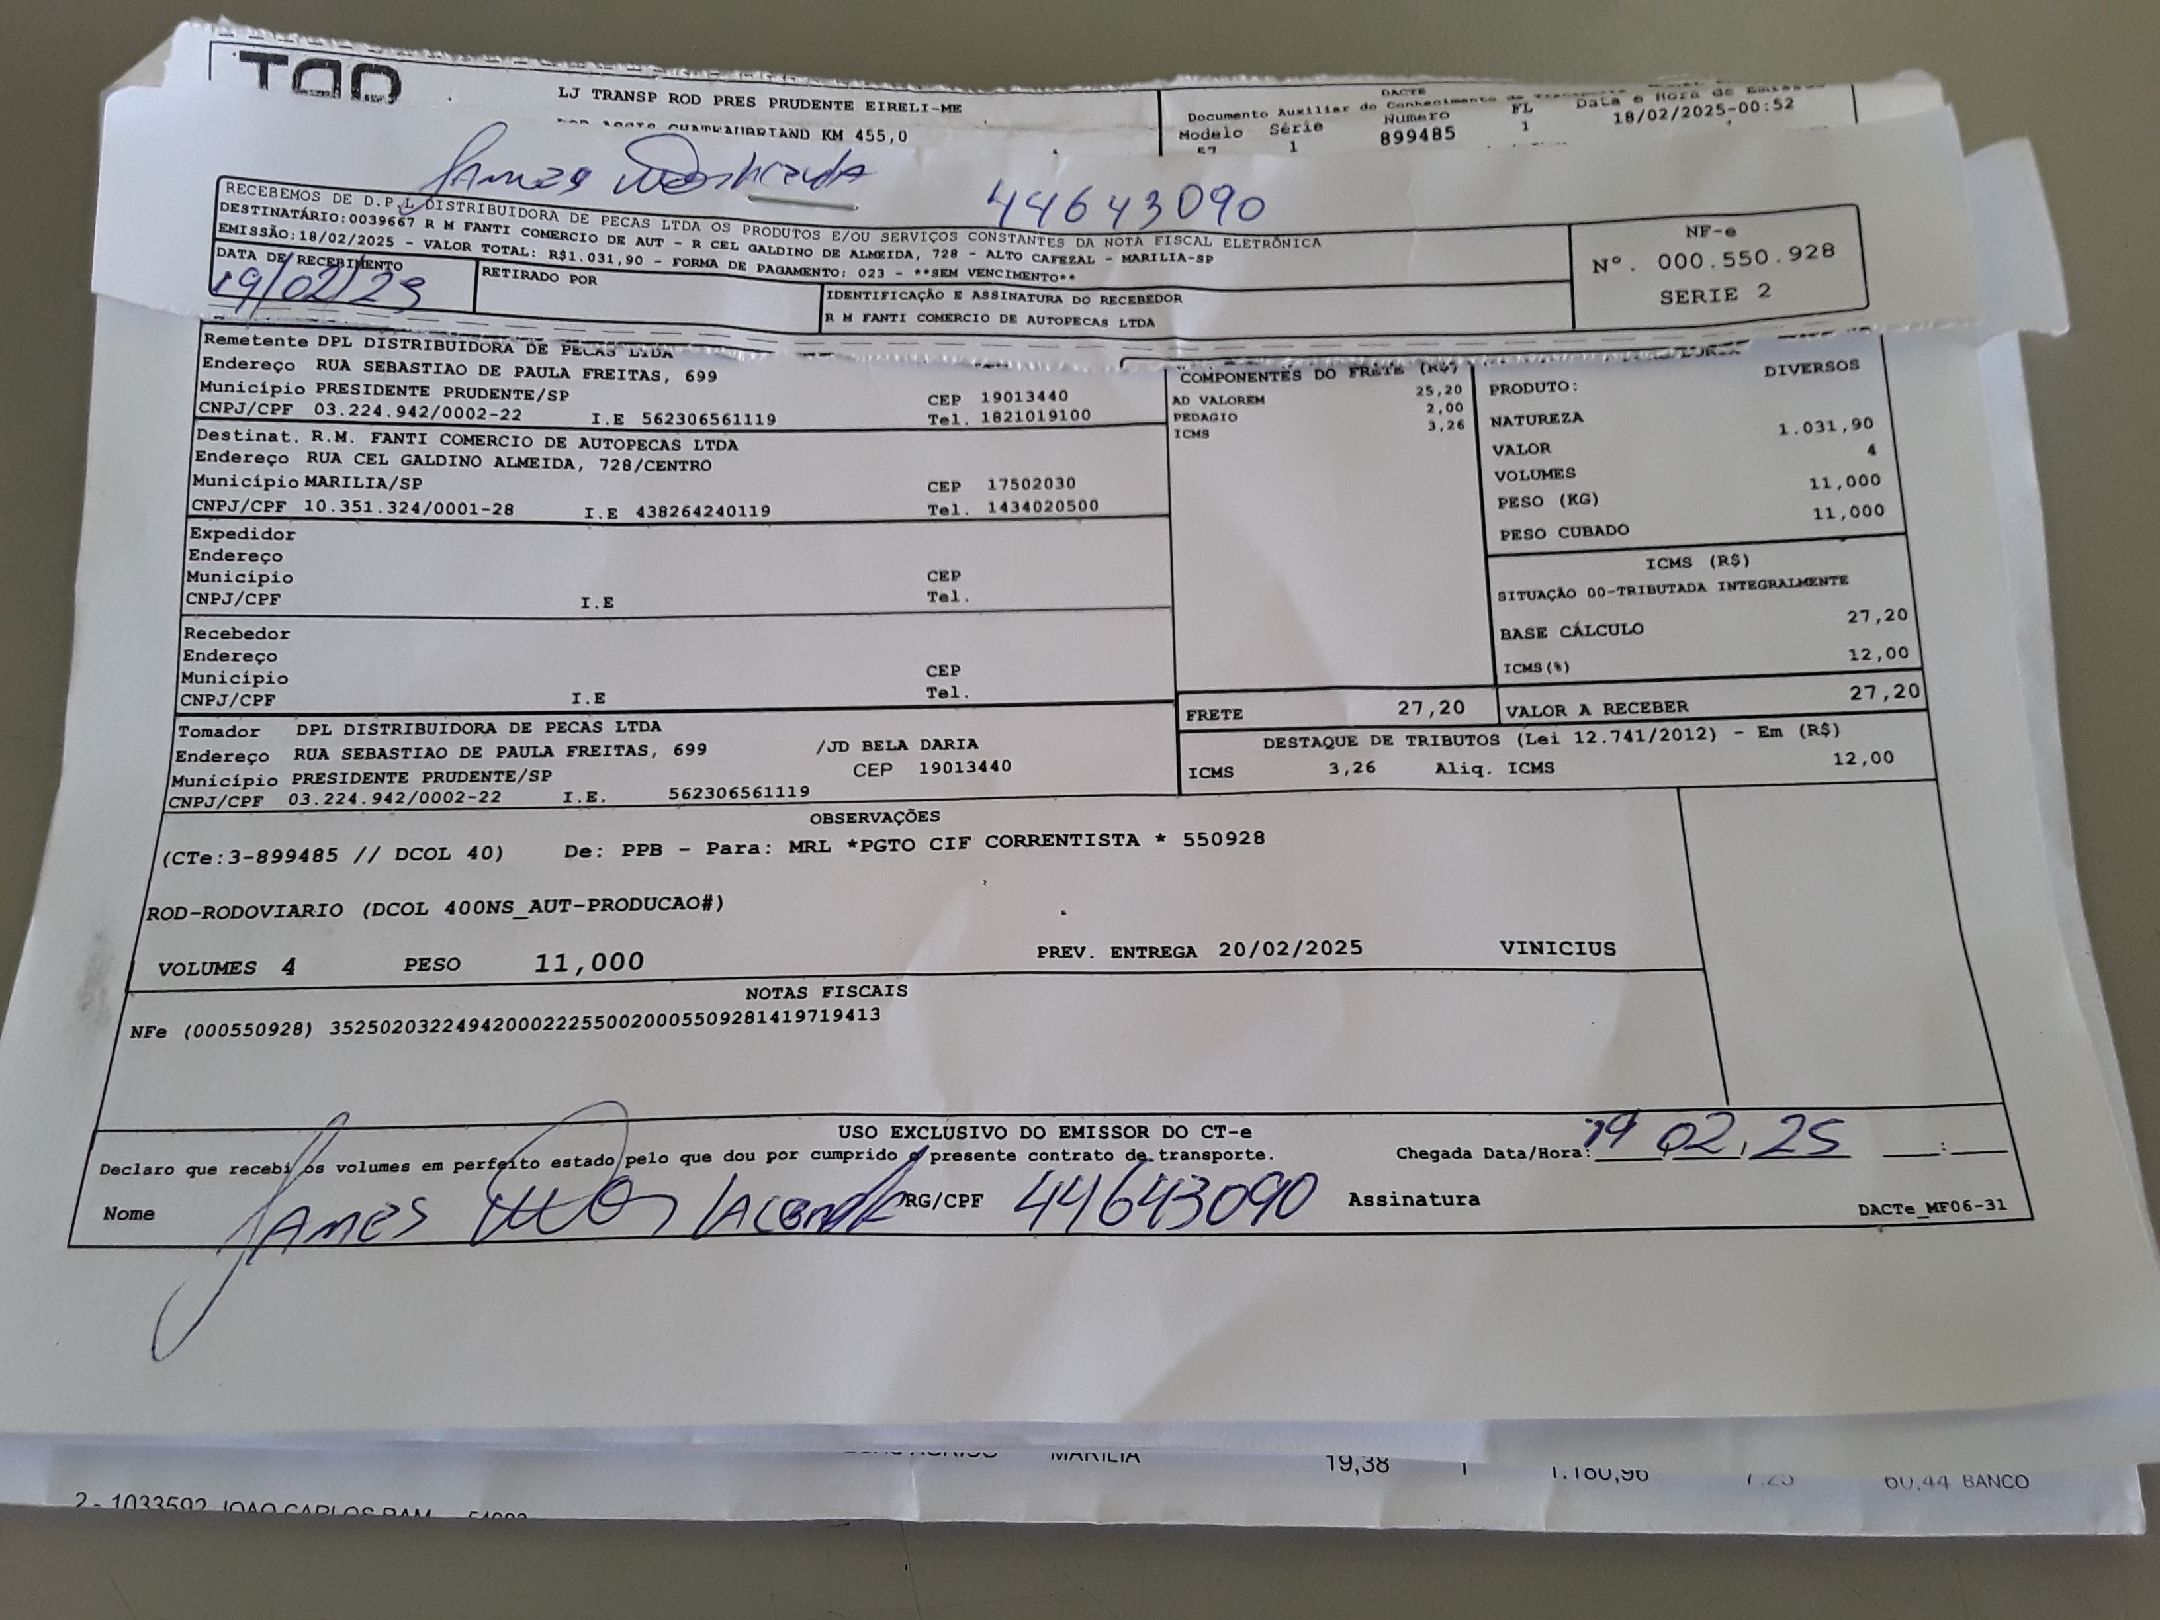 LJ TRANSP ROD PRES PRUDENTE EIRELI-ME
KM 455,0
DACTE
Documento Auxiliar do Conhecimento de
Modelo Série Número FL Data e Hora de Emissão
57 1 899485 1 18/02/2025-00:52
James 44643090
RECEBEMOS DE D.P.L DISTRIBUIDORA DE PECAS LTDA OS PRODUTOS E/OU SERVIÇOS CONSTANTES DA NOTA FISCAL ELETRÔNICA
DESTINATÁRIO:0039667 R M FANTI COMERCIO DE AUT - R CEL GALDINO DE ALMEIDA, 728 - ALTO CAFEZAL - MARILIA-SP
EMISSÃO:18/02/2025 - VALOR TOTAL: R$1.031,90 - FORMA DE PAGAMENTO: 023 - **SEM VENCIMENTO**
DATA DE RECEBIMENTO
19/02/25
RETIRADO POR
IDENTIFICAÇÃO E ASSINATURA DO RECEBEDOR
R M FANTI COMERCIO DE AUTOPECAS LTDA
NF-e
Nº. 000.550.928
SERIE 2
Remetente DPL DISTRIBUIDORA DE PECAS LTDA
Endereço RUA SEBASTIAO DE PAULA FREITAS, 699
Município PRESIDENTE PRUDENTE/SP CEP 19013440
CNPJ/CPF 03.224.942/0002-22 I.E 562306561119 Tel. 1821019100
Destinat. R.M. FANTI COMERCIO DE AUTOPECAS LTDA
Endereço RUA CEL GALDINO ALMEIDA, 728/CENTRO
Município MARILIA/SP CEP 17502030
CNPJ/CPF 10.351.324/0001-28 I.E 438264240119 Tel. 1434020500
Expedidor
Endereço
Município CEP
CNPJ/CPF I.E Tel.
Recebedor
Endereço
Município CEP
CNPJ/CPF I.E Tel.
Tomador DPL DISTRIBUIDORA DE PECAS LTDA
Endereço RUA SEBASTIAO DE PAULA FREITAS, 699 /JD BELA DARIA
Município PRESIDENTE PRUDENTE/SP CEP 19013440
CNPJ/CPF 03.224.942/0002-22 I.E. 562306561119
COMPONENTES DO FRETE (R$)
AD VALOREM 25,20
PEDAGIO 2,00
ICMS 3,26
PRODUTO: DIVERSOS
NATUREZA
VALOR 1.031,90
VOLUMES 4
PESO (KG) 11,000
PESO CUBADO 11,000
ICMS (R$)
SITUAÇÃO 00-TRIBUTADA INTEGRALMENTE
BASE CÁLCULO 27,20
ICMS(%) 12,00
FRETE 27,20 VALOR A RECEBER 27,20
DESTAQUE DE TRIBUTOS (Lei 12.741/2012) - Em (R$)
ICMS 3,26 Aliq. ICMS 12,00
OBSERVAÇÕES
(CTe:3-899485 // DCOL 40) De: PPB - Para: MRL *PGTO CIF CORRENTISTA * 550928
ROD-RODOVIARIO (DCOL 400NS_AUT-PRODUCAO#)
VOLUMES 4 PESO 11,000 PREV. ENTREGA 20/02/2025 VINICIUS
NOTAS FISCAIS
NFe (000550928) 35250203224942000222550020005509281419719413
USO EXCLUSIVO DO EMISSOR DO CT-e
Declaro que recebi os volumes em perfeito estado pelo que dou por cumprido o presente contrato de transporte. Chegada Data/Hora: 19 02, 25 :
Nome James RG/CPF 44643090 Assinatura
DACTe_MF06-31
MARILIA 19,38 1 1.160,96 7.25 60,44 BANCO
2 - 1033592 JOAO CARLOS RAM